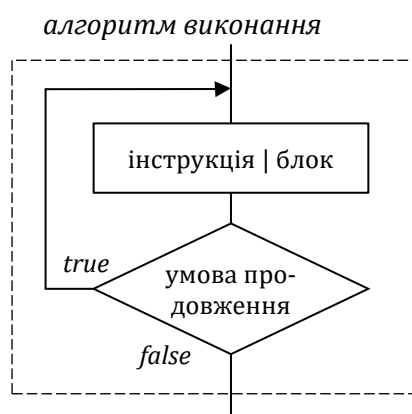 алгоритм виконання
інструкція | блок
true
умова про-
довження
false